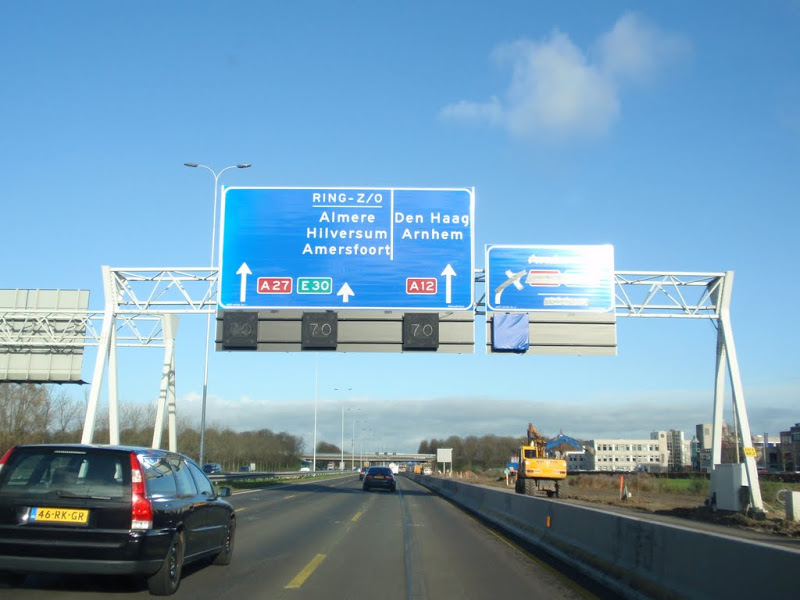 RING-Z/O
Almere
Hilversum
Amersfoort
Den Haag
Arnhem
A27 E30
A12
70
70
46-RK-GR